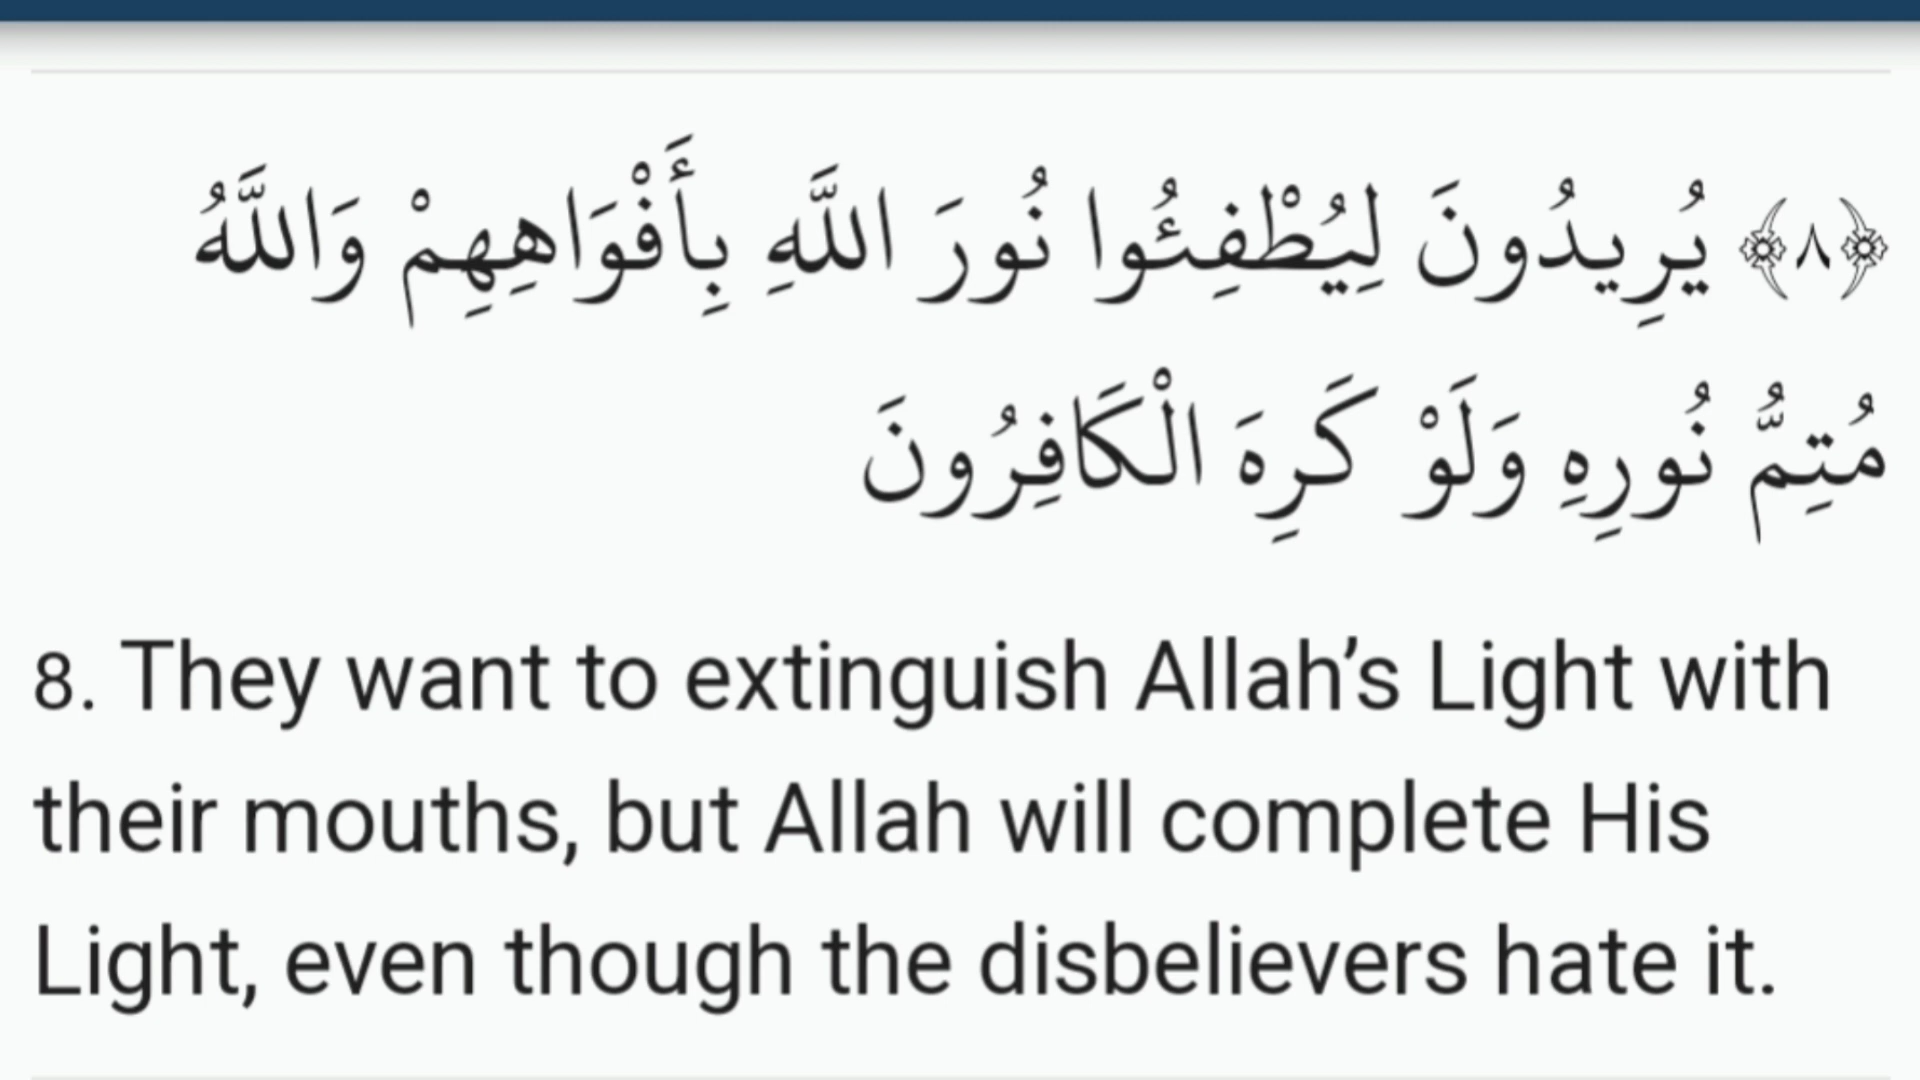 ﴿٨﴾ يُرِيدُونَ لِيُطْفِئُوا نُورَ اللَّهِ بِأَفْوَاهِهِمْ وَاللَّهُ
مُتِمُّ نُورِهِ وَلَوْ كَرِهَ الْكَافِرُونَ
8. They want to extinguish Allah’s Light with
their mouths, but Allah will complete His
Light, even though the disbelievers hate it.